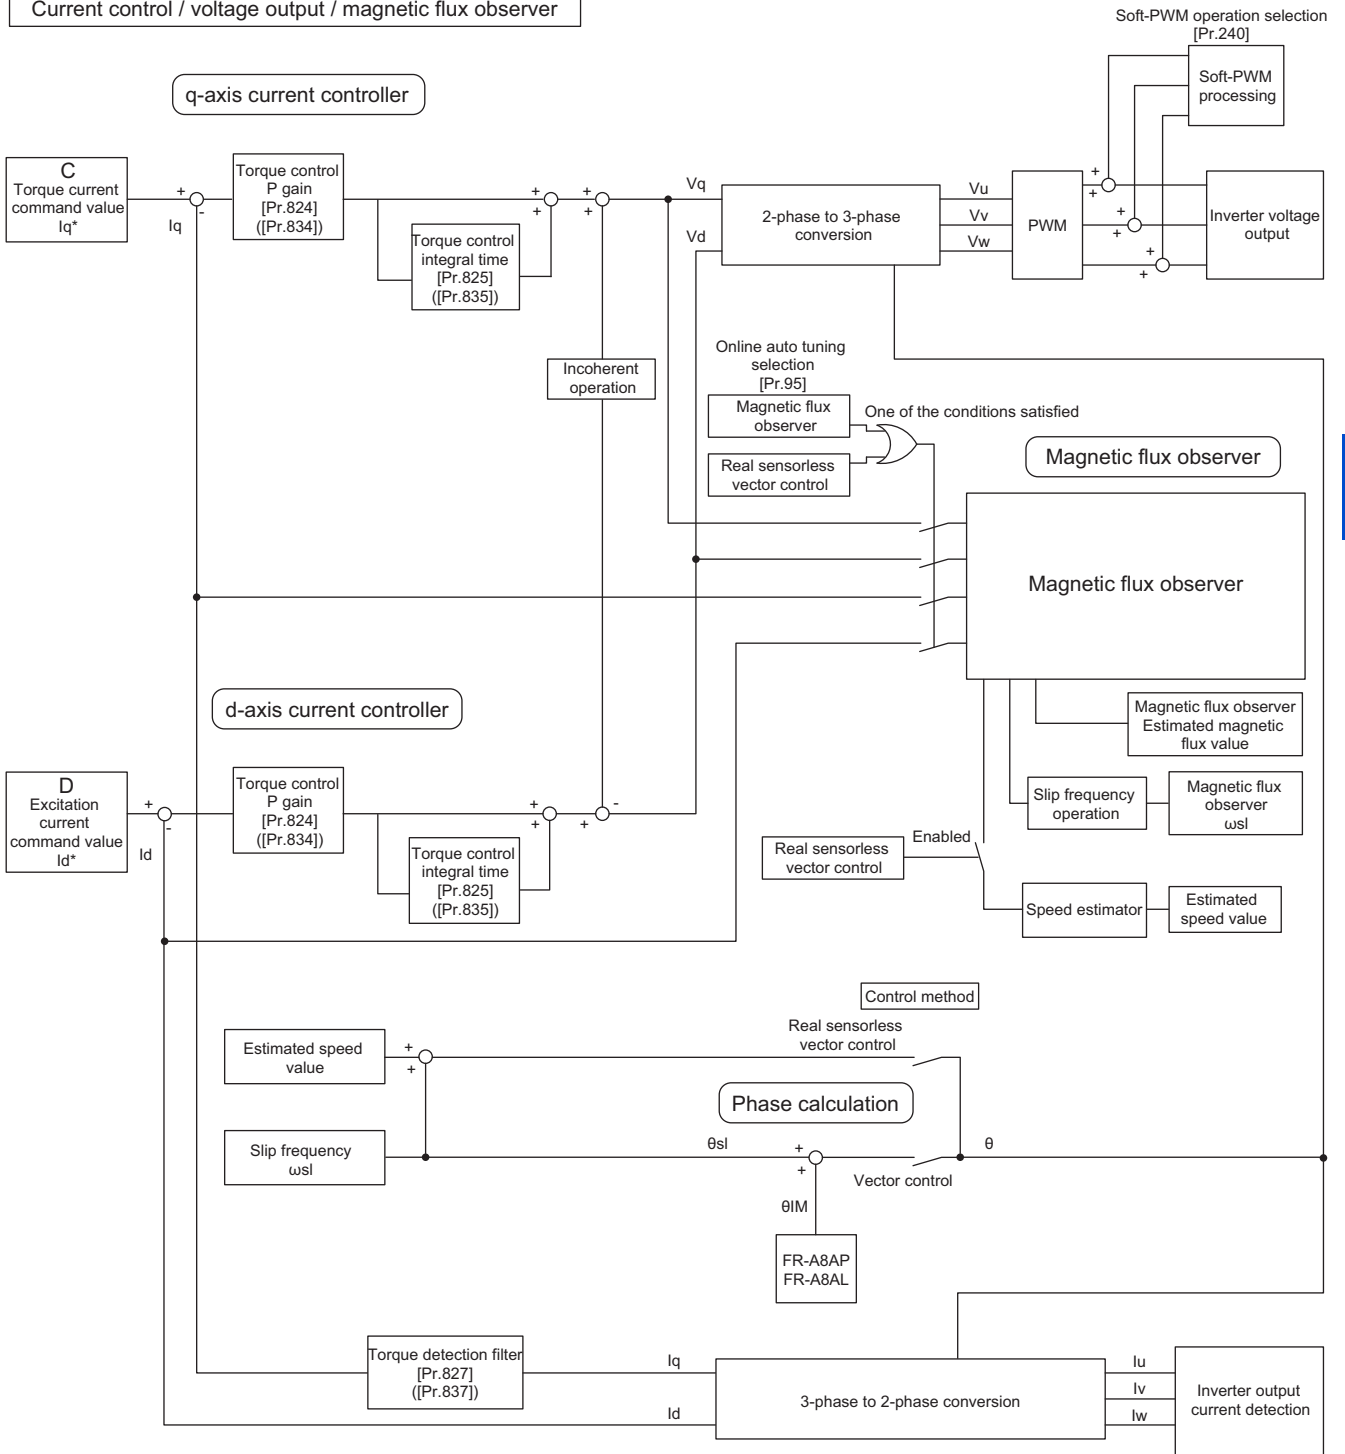 Current control / voltage output / magnetic flux observer
Soft-PWM operation selection
[Pr.240]
Soft-PWM
processing
q-axis current controller
C
Torque current
command value
Iq*
+
-
Iq
Torque control
P gain
[Pr.824]
([Pr.834])
Torque control
integral time
[Pr.825]
([Pr.835])
+
+
+
+
Vq
Vd
2-phase to 3-phase
conversion
Vu
Vv
Vw
PWM
+
+
+
+
+
+
Inverter voltage
output
Incoherent
operation
Online auto tuning
selection
[Pr.95]
Magnetic flux
observer
One of the conditions satisfied
Real sensorless
vector control
Magnetic flux observer
Magnetic flux observer
d-axis current controller
D
Excitation
current
command value
Id*
+
-
Id
Torque control
P gain
[Pr.824]
([Pr.834])
Torque control
integral time
[Pr.825]
([Pr.835])
+
+
+
-
Magnetic flux observer
Estimated magnetic
flux value
Slip frequency
operation
Magnetic flux
observer
ωsl
Real sensorless
vector control
Enabled
Speed estimator
Estimated
speed value
Control method
Real sensorless
vector control
Estimated speed
value
+
+
Phase calculation
Slip frequency
ωsl
θsl
+
+
θ
Vector control
θIM
FR-A8AP
FR-A8AL
Torque detection filter
[Pr.827]
([Pr.837])
Iq
Id
3-phase to 2-phase conversion
Iu
Iv
Iw
Inverter output
current detection